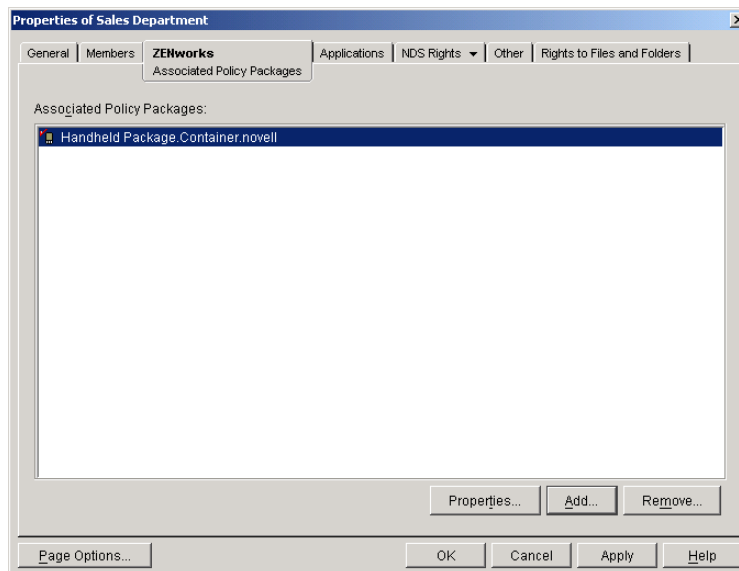 Properties of Sales Department
General Members ZENworks Applications NDS Rights Other Rights to Files and Folders
Associated Policy Packages
Associated Policy Packages:
Handheld Package.Container.novell
Properties... Add... Remove...
Page Options... OK Cancel Apply Help